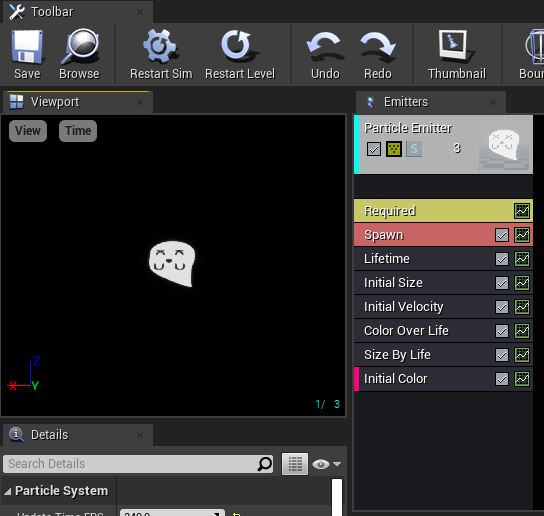 Toolbar
Save Browse Restart Sim Restart Level Undo Redo Thumbnail
Viewport
Emitters
View Time
Particle Emitter
S 3
Required
Spawn
Lifetime
Initial Size
Initial Velocity
Color Over Life
Size By Life
Initial Color
Z
X Y
1/ 3
Details
Search Details
Particle System